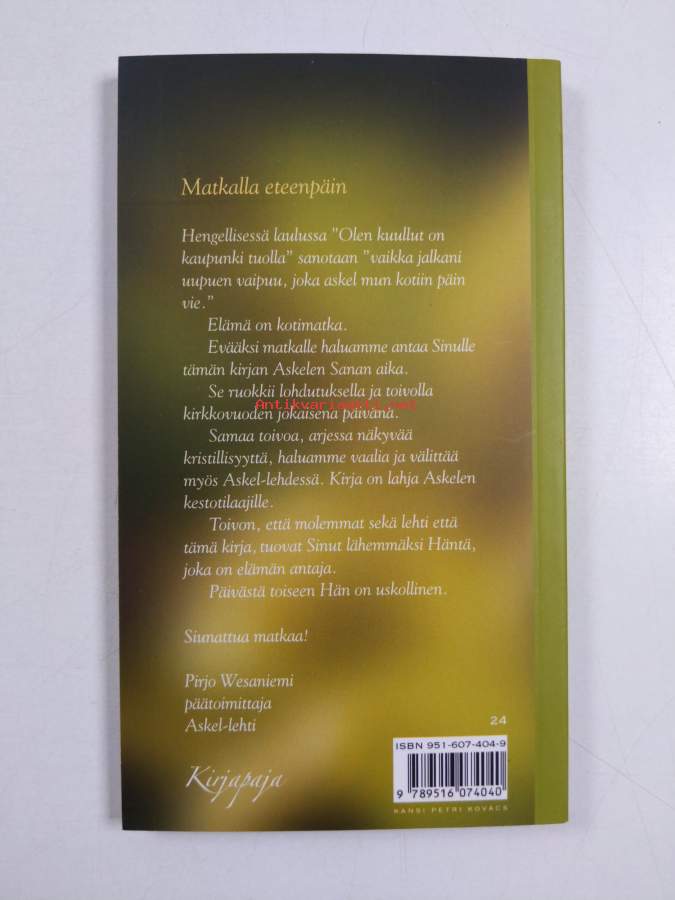 Matkalla eteenpäin
Hengellisessä laulussa "Olen kuullut on
kaupunki tuolla" sanotaan "vaikka jalkani
uupuen vaipuu, joka askel mun kotiin päin
vie."
Elämä on kotimatka.
Evääksi matkalle haluamme antaa Sinulle
tämän kirjan Askelen Sanan aika.
Se ruokkii lohdutuksella ja toivolla
Antikvariaatti.net
kirkkovuoden jokaisena päivänä.
Samaa toivoa, arjessa näkyvää
kristillisyyttä, haluamme vaalia ja välittää
myös Askel-lehdessä. Kirja on lahja Askelen
kestotilaajille.
Toivon, että molemmat sekä lehti että
tämä kirja, tuovat Sinut lähemmäksi Häntä,
joka on elämän antaja.
Päivästä toiseen Hän on uskollinen.
Siunattua matkaa!
Pirjo Wesaniemi
päätoimittaja
Askel-lehti
Kirjapaja
24
ISBN 951-607-404-9
9 789516 074040
KANSI PETRI KOVÁCS